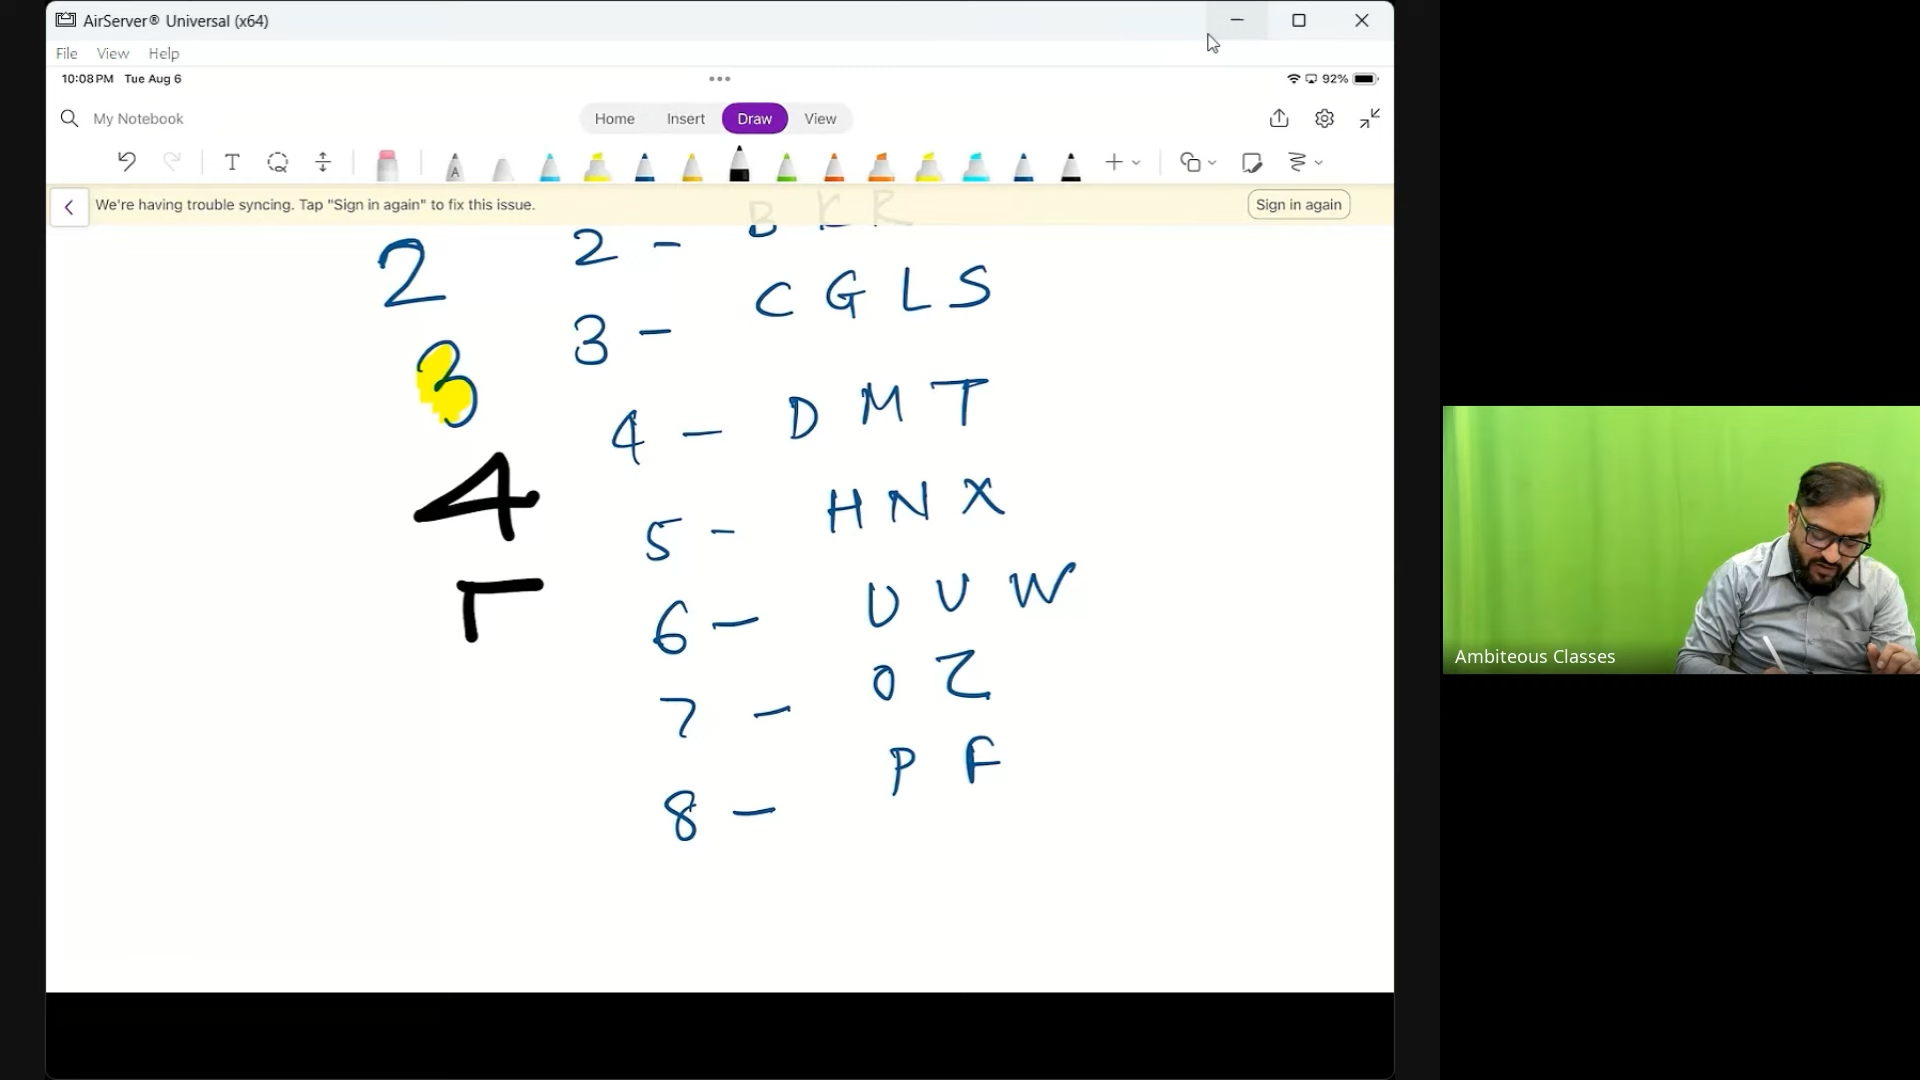 AirServer® Universal (x64)
File View Help
10:08 PM Tue Aug 6
92%
My Notebook
Home Insert Draw View
A
We're having trouble syncing. Tap "Sign in again" to fix this issue.
Sign in again
B K R
2 2 -
C G L S
3 3 -
4 - D M T
4
5 - H N X
6 - U V W
7 - O Z
8 - P F
Ambiteous Classes